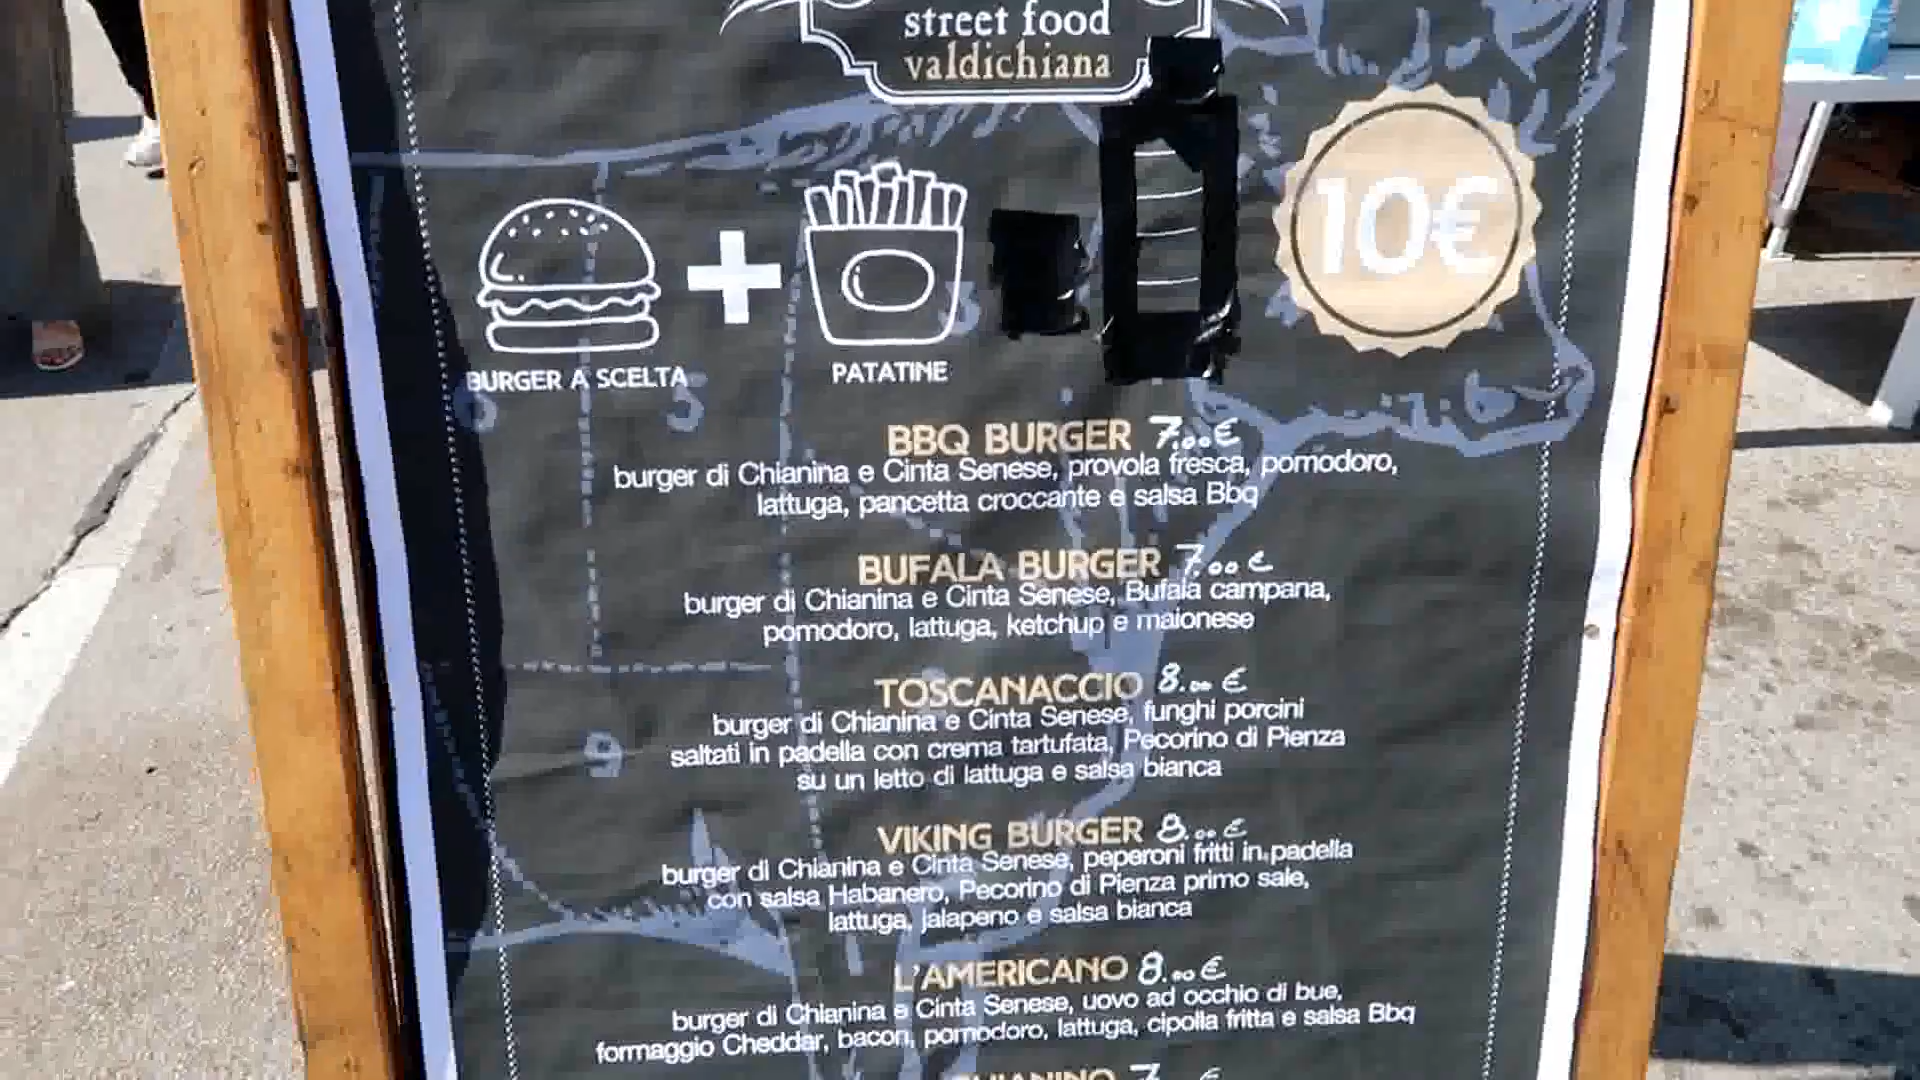 street food
valdichiana
10€
BURGER A SCELTA
PATATINE
BBQ BURGER 7.00€
burger di Chianina e Cinta Senese, provola fresca, pomodoro,
lattuga, pancetta croccante e salsa Bbq
BUFALA BURGER 7.00€
burger di Chianina e Cinta Senese, Bufala campana,
pomodoro, lattuga, ketchup e maionese
TOSCANACCIO 8.00€
burger di Chianina e Cinta Senese, funghi porcini
saltati in padella con crema tartufata, Pecorino di Pienza
su un letto di lattuga e salsa bianca
VIKING BURGER 8.00€
burger di Chianina e Cinta Senese, peperoni fritti in padella
con salsa Habanero, Pecorino di Pienza primo sale,
lattuga, jalapeno e salsa bianca
L'AMERICANO 8.00€
burger di Chianina e Cinta Senese, uovo ad occhio di bue,
formaggio Cheddar, bacon, pomodoro, lattuga, cipolla fritta e salsa Bbq